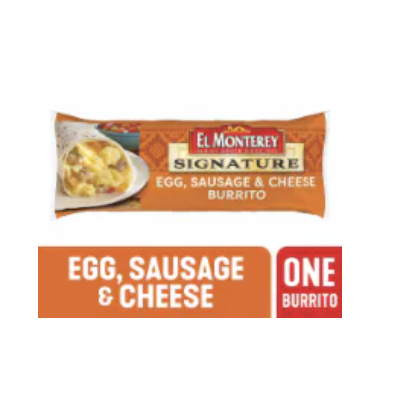 EL MONTEREY
SIGNATURE
EGG, SAUSAGE & CHEESE
BURRITO
EGG, SAUSAGE
& CHEESE
ONE
BURRITO